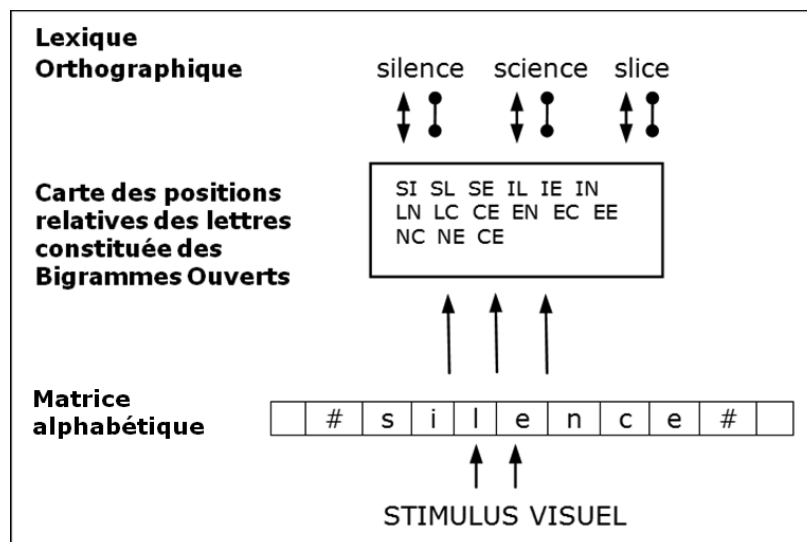 Lexique
Orthographique
silence science slice
Carte des positions
relatives des lettres
constituée des
Bigrammes Ouverts
SI SL SE IL IE IN
LN LC CE EN EC EE
NC NE CE
Matrice
alphabétique
# s i l e n c e #
STIMULUS VISUEL